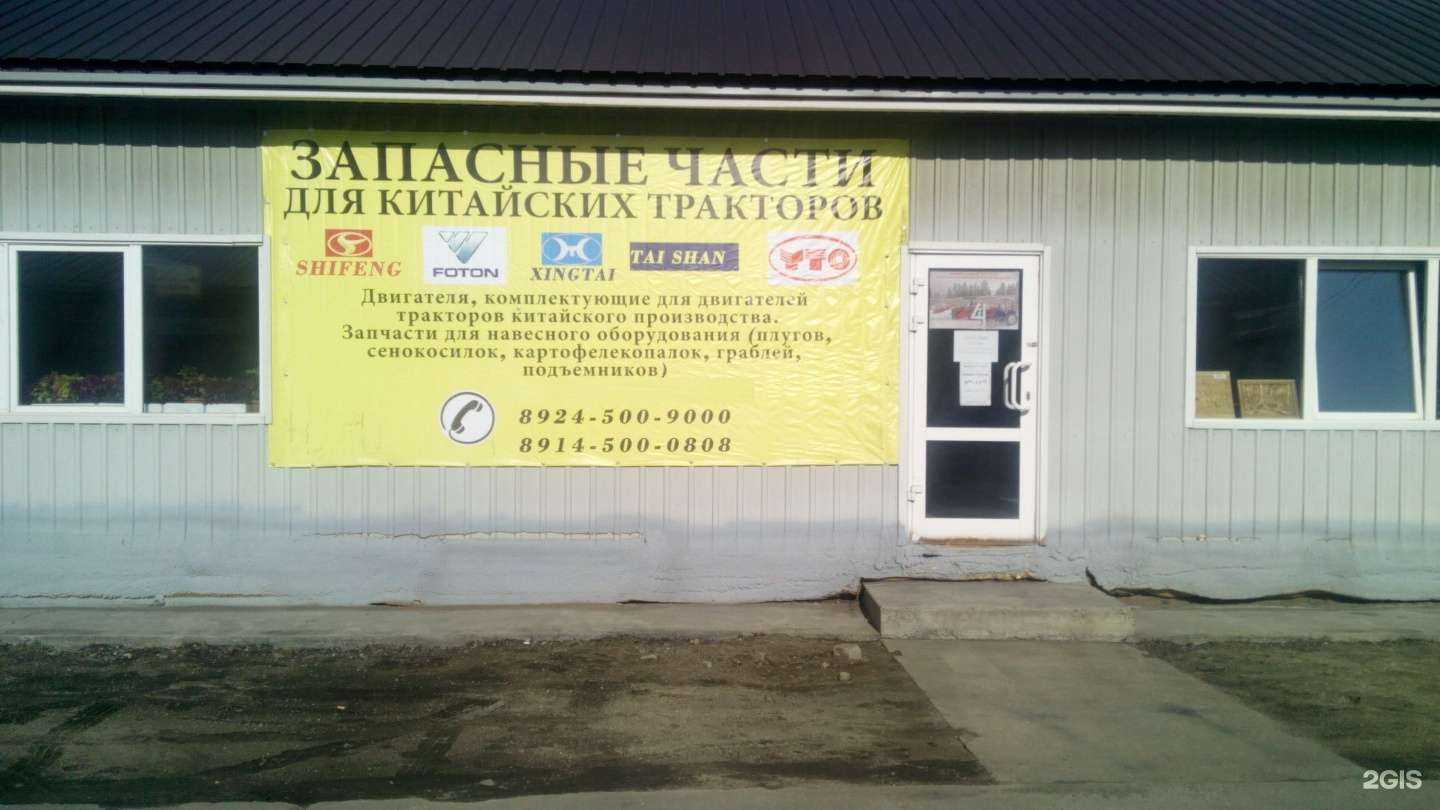 ЗАПАСНЫЕ ЧАСТИ
ДЛЯ КИТАЙСКИХ ТРАКТОРОВ
SHIFENG
FOTON
XINGTAI
TAI SHAN
YTO
Двигателя, комплектующие для двигателей
тракторов китайского производства.
Запчасти для навесного оборудования (плугов,
сенокосилок, картофелекопалок, граблей,
подъемников)
8924-500-9000
8914-500-0808
2GIS